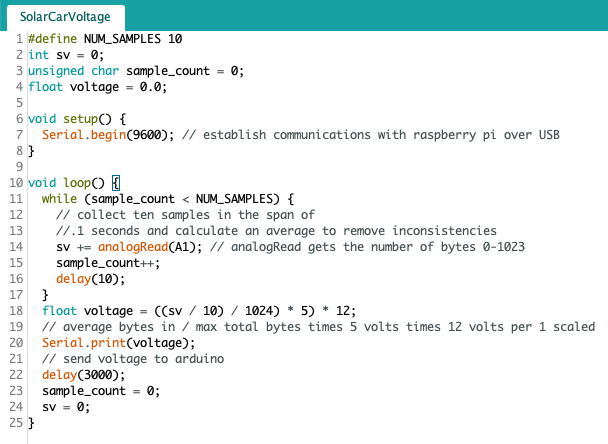 SolarCarVoltage
1 #define NUM_SAMPLES 10
2 int sv = 0;
3 unsigned char sample_count = 0;
4 float voltage = 0.0;
5
6 void setup() {
7   Serial.begin(9600); // establish communications with raspberry pi over USB
8 }
9
10 void loop() {
11   while (sample_count < NUM_SAMPLES) {
12     // collect ten samples in the span of
13     //.1 seconds and calculate an average to remove inconsistencies
14     sv += analogRead(A1); // analogRead gets the number of bytes 0-1023
15     sample_count++;
16     delay(10);
17   }
18   float voltage = ((sv / 10) / 1024) * 5) * 12;
19   // average bytes in / max total bytes times 5 volts times 12 volts per 1 scaled
20   Serial.print(voltage);
21   // send voltage to arduino
22   delay(3000);
23   sample_count = 0;
24   sv = 0;
25 }